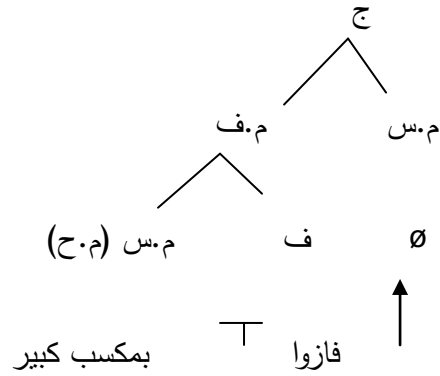 ج
م.س م.ف
ø ف م.س (م.ح)
فازوا بمكسب كبير